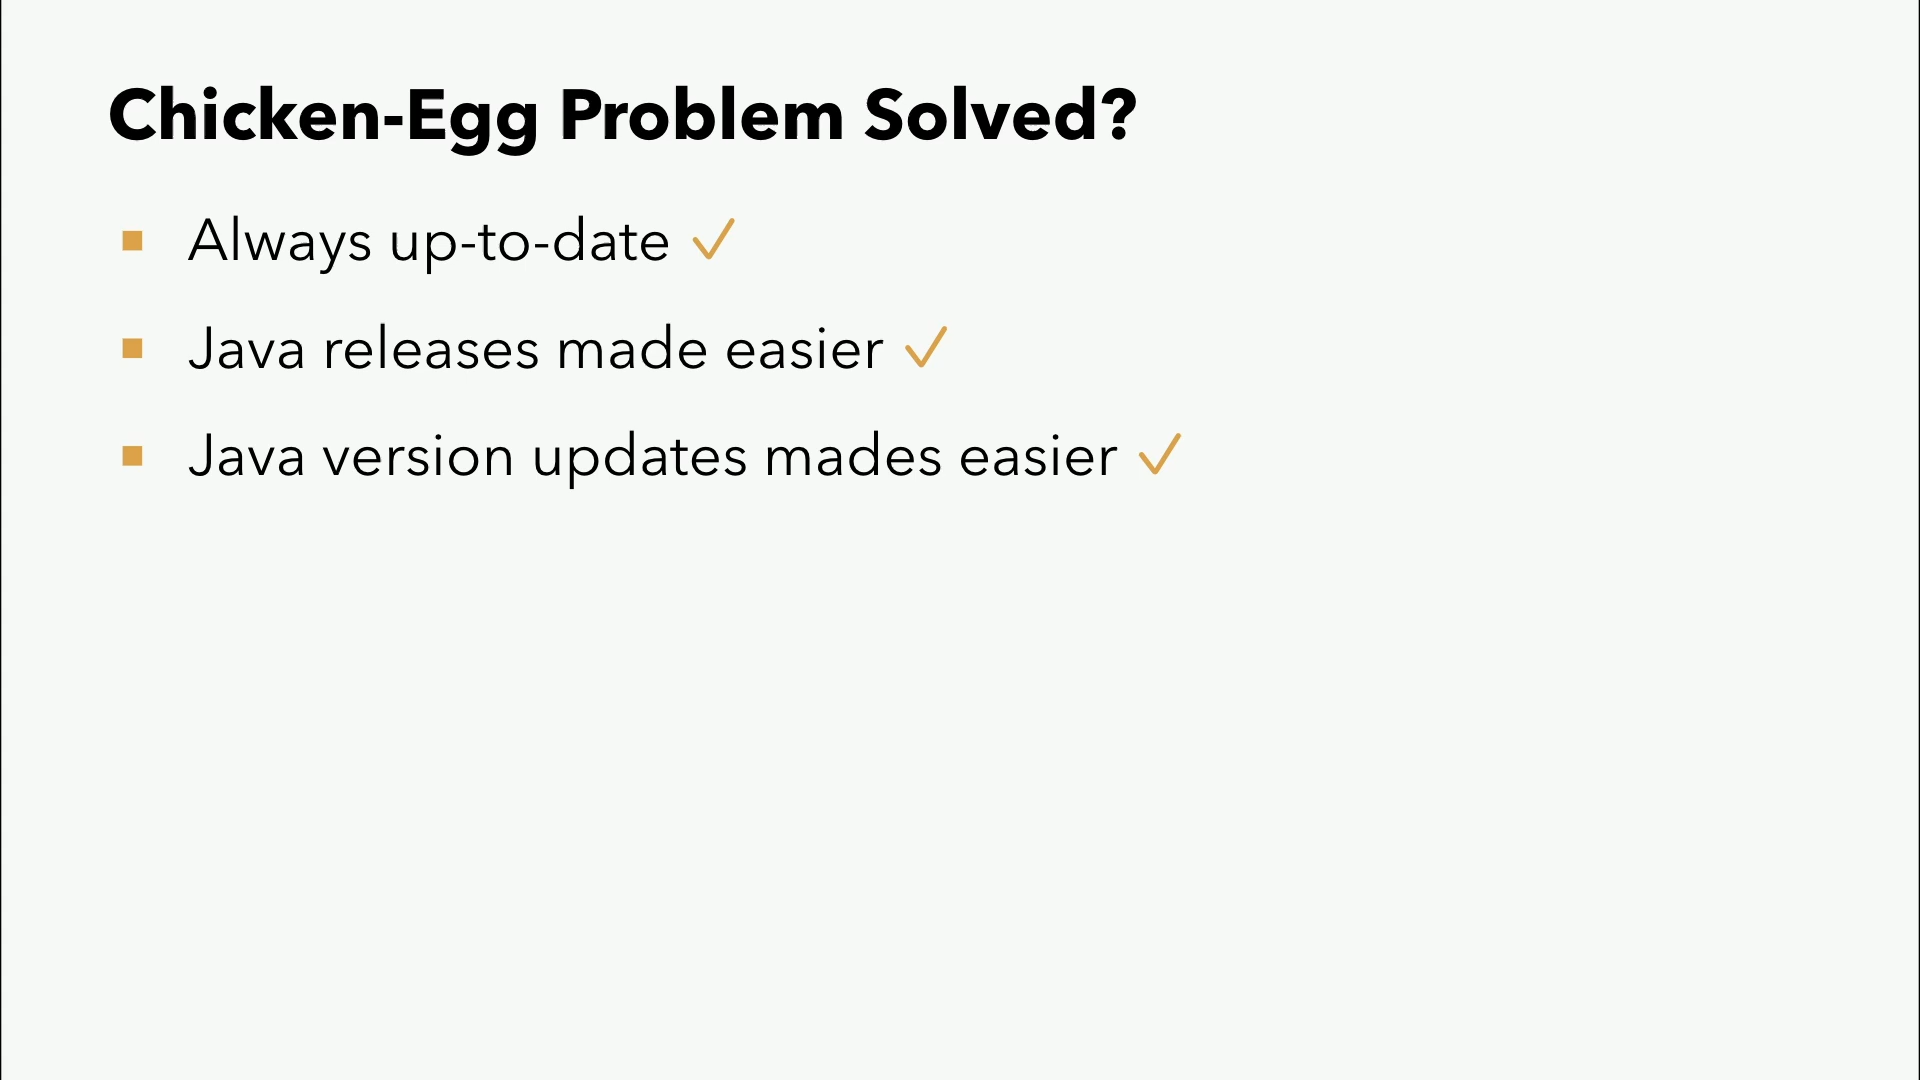 Chicken-Egg Problem Solved?
▪ Always up-to-date ✓
▪ Java releases made easier ✓
▪ Java version updates mades easier ✓